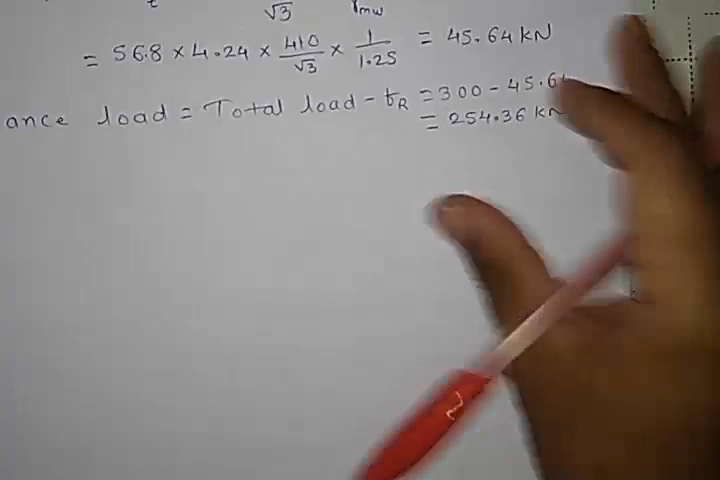 t √3 γmw
= 56.8 × 4.24 × 410/√3 × 1/1.25 = 45.64 kN
ance load = Total load - tR = 300 - 45.64
= 254.36 kN